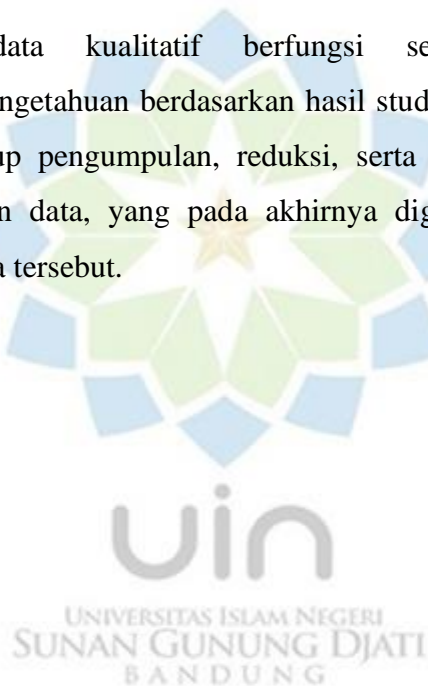 data kualitatif berfungsi se
ngetahuan berdasarkan hasil stud
up pengumpulan, reduksi, serta
n data, yang pada akhirnya dig
a tersebut.
uin
UNIVERSITAS ISLAM NEGERI
SUNAN GUNUNG DJATI
BANDUNG